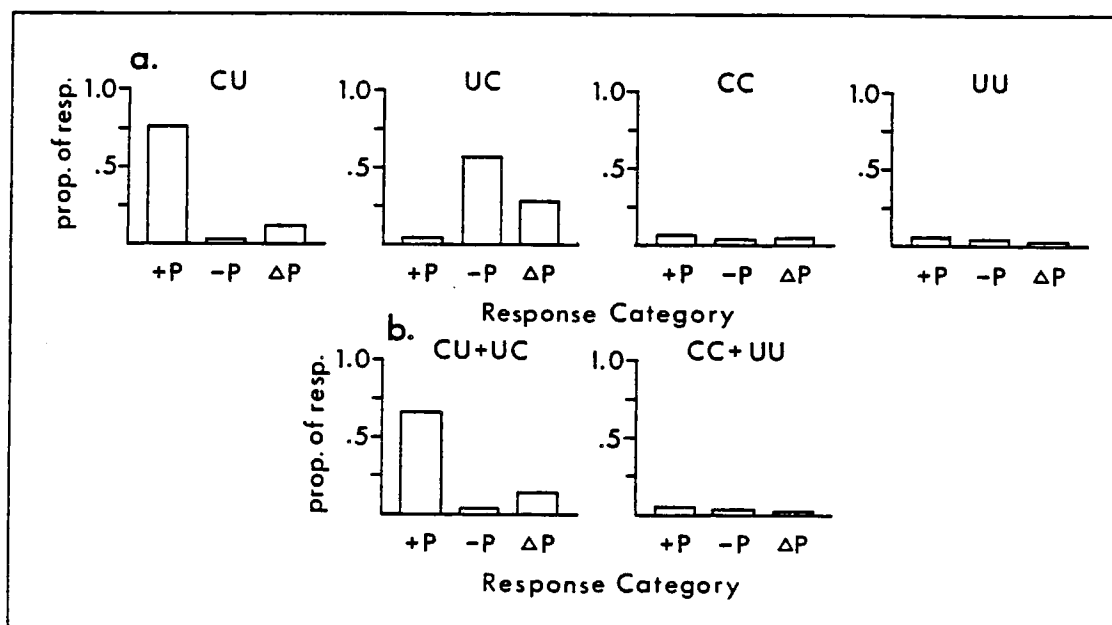 a.
CU UC CC UU
prop. of resp.
1.0 1.0 1.0 1.0
.5 .5 .5 .5
+P -P ΔP +P -P ΔP +P -P ΔP +P -P ΔP
Response Category
b.
CU+UC CC+UU
prop. of resp.
1.0 1.0
.5 .5
+P -P ΔP +P -P ΔP
Response Category